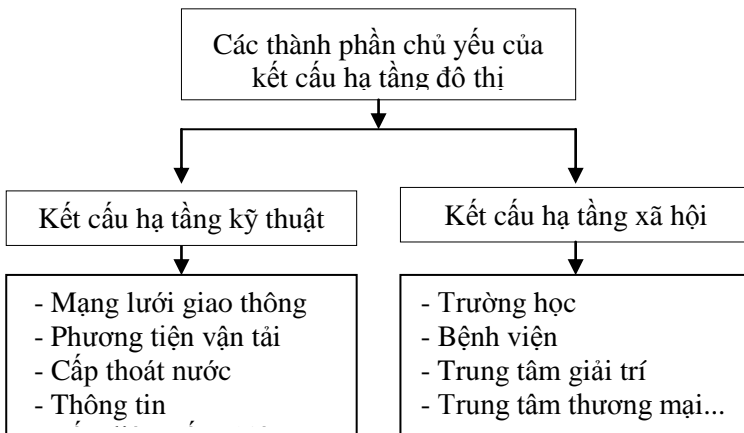 Các thành phần chủ yếu của
kết cấu hạ tầng đô thị
Kết cấu hạ tầng kỹ thuật
Kết cấu hạ tầng xã hội
- Mạng lưới giao thông
- Phương tiện vận tải
- Cấp thoát nước
- Thông tin
- Trường học
- Bệnh viện
- Trung tâm giải trí
- Trung tâm thương mại...